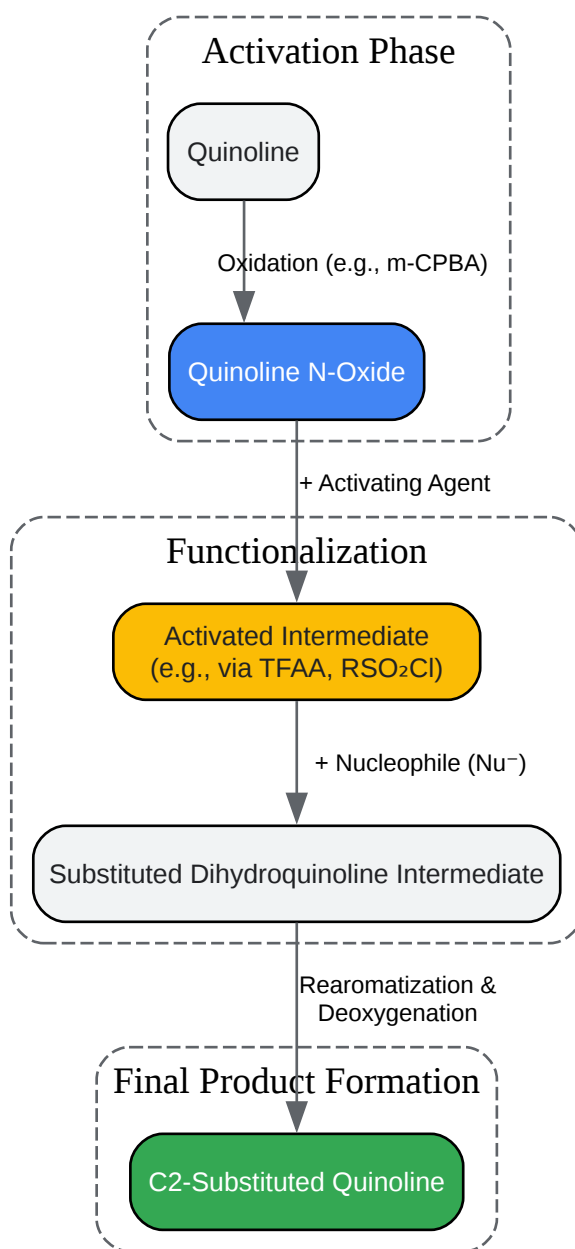 Activation Phase
Quinoline
Oxidation (e.g., m-CPBA)
Quinoline N-Oxide
+ Activating Agent
Functionalization
Activated Intermediate
(e.g., via TFAA, RSO₂Cl)
+ Nucleophile (Nu⁻)
Substituted Dihydroquinoline Intermediate
Rearomatization &
Deoxygenation
Final Product Formation
C2-Substituted Quinoline